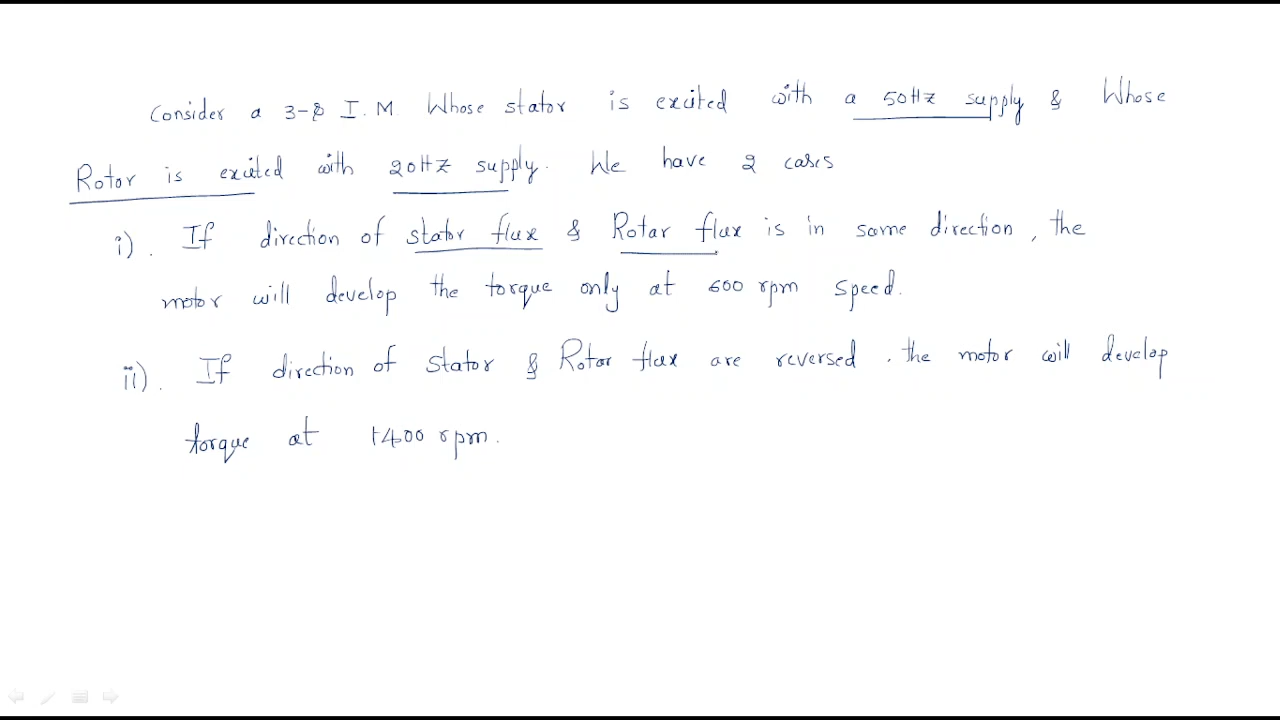 Consider a 3-φ I.M. Whose stator is excited with a 50Hz supply & Whose
Rotor is excited with 20Hz supply. We have 2 cases
i). If direction of stator flux & Rotar flux is in same direction, the
motor will develop the torque only at 600 rpm speed.
ii). If direction of Stator & Rotor flux are reversed. the motor will develop
torque at 1400 rpm.